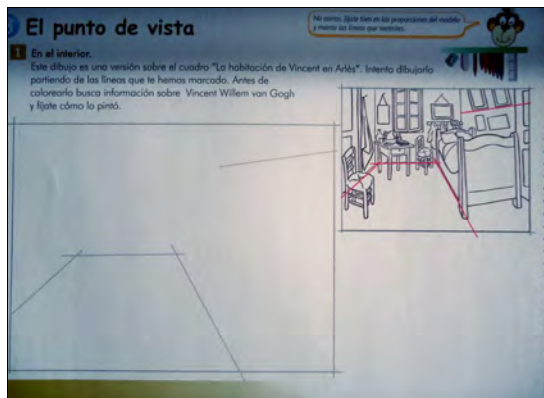 El punto de vista
No corras, fíjate bien en las proporciones del modelo
y marca las líneas que necesites.
1 En el interior.
Este dibujo es una versión sobre el cuadro "La habitación de Vincent en Arlés". Intenta dibujarlo
partiendo de las líneas que te hemos marcado. Antes de
colorearlo busca información sobre Vincent Willem van Gogh
y fíjate cómo lo pintó.